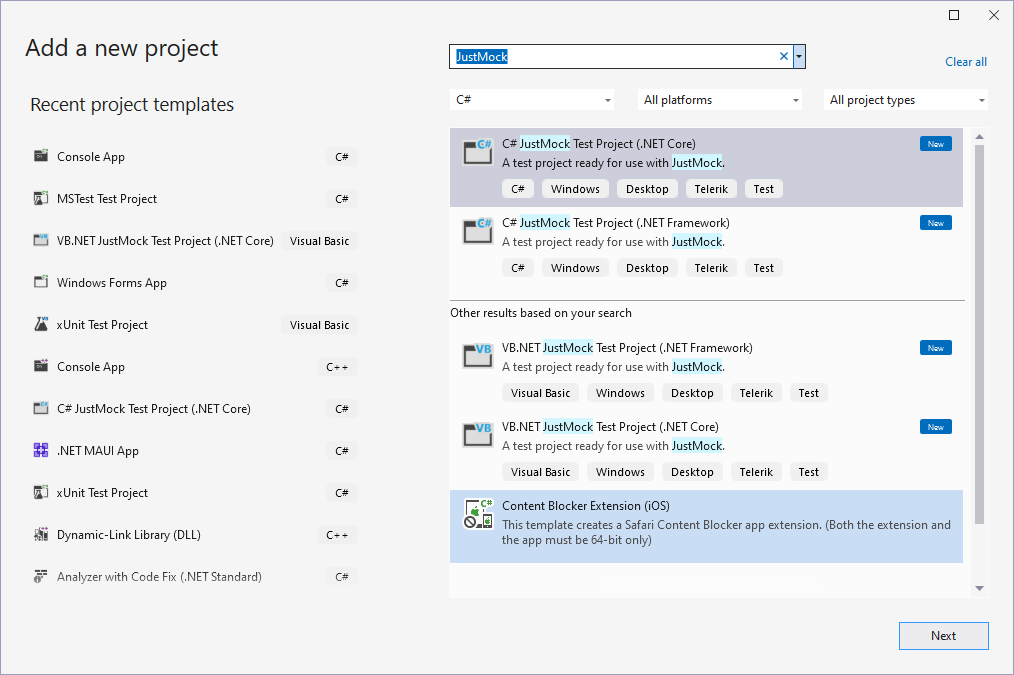 Add a new project
Recent project templates
Console App C#
MSTest Test Project C#
VB.NET JustMock Test Project (.NET Core) Visual Basic
Windows Forms App C#
xUnit Test Project Visual Basic
Console App C++
C# JustMock Test Project (.NET Core) C#
.NET MAUI App C#
xUnit Test Project C#
Dynamic-Link Library (DLL) C++
Analyzer with Code Fix (.NET Standard) C#
JustMock
Clear all
C# All platforms All project types
C# JustMock Test Project (.NET Core) New
A test project ready for use with JustMock.
C# Windows Desktop Telerik Test
C# JustMock Test Project (.NET Framework) New
A test project ready for use with JustMock.
C# Windows Desktop Telerik Test
Other results based on your search
VB.NET JustMock Test Project (.NET Framework) New
A test project ready for use with JustMock.
Visual Basic Windows Desktop Telerik Test
VB.NET JustMock Test Project (.NET Core) New
A test project ready for use with JustMock.
Visual Basic Windows Desktop Telerik Test
Content Blocker Extension (iOS)
This template creates a Safari Content Blocker app extension. (Both the extension and
the app must be 64-bit only)
Next